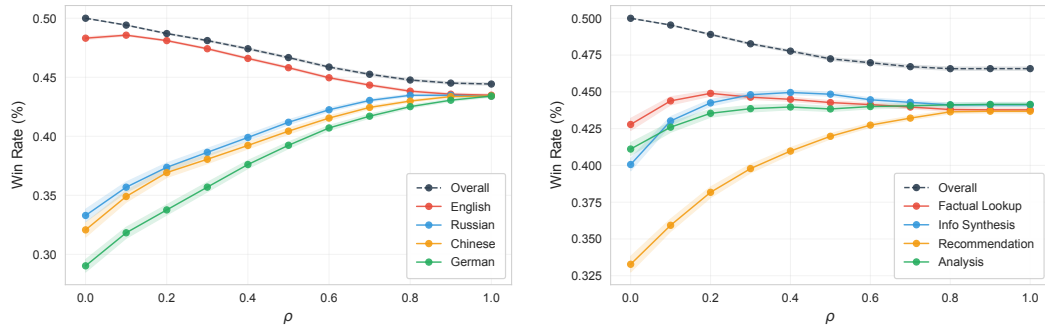 Win Rate (%)
0.50
0.45
0.40
0.35
0.30
0.0
0.2
0.4
0.6
0.8
1.0
ρ
Overall
English
Russian
Chinese
German
Win Rate (%)
0.500
0.475
0.450
0.425
0.400
0.375
0.350
0.325
0.0
0.2
0.4
0.6
0.8
1.0
ρ
Overall
Factual Lookup
Info Synthesis
Recommendation
Analysis